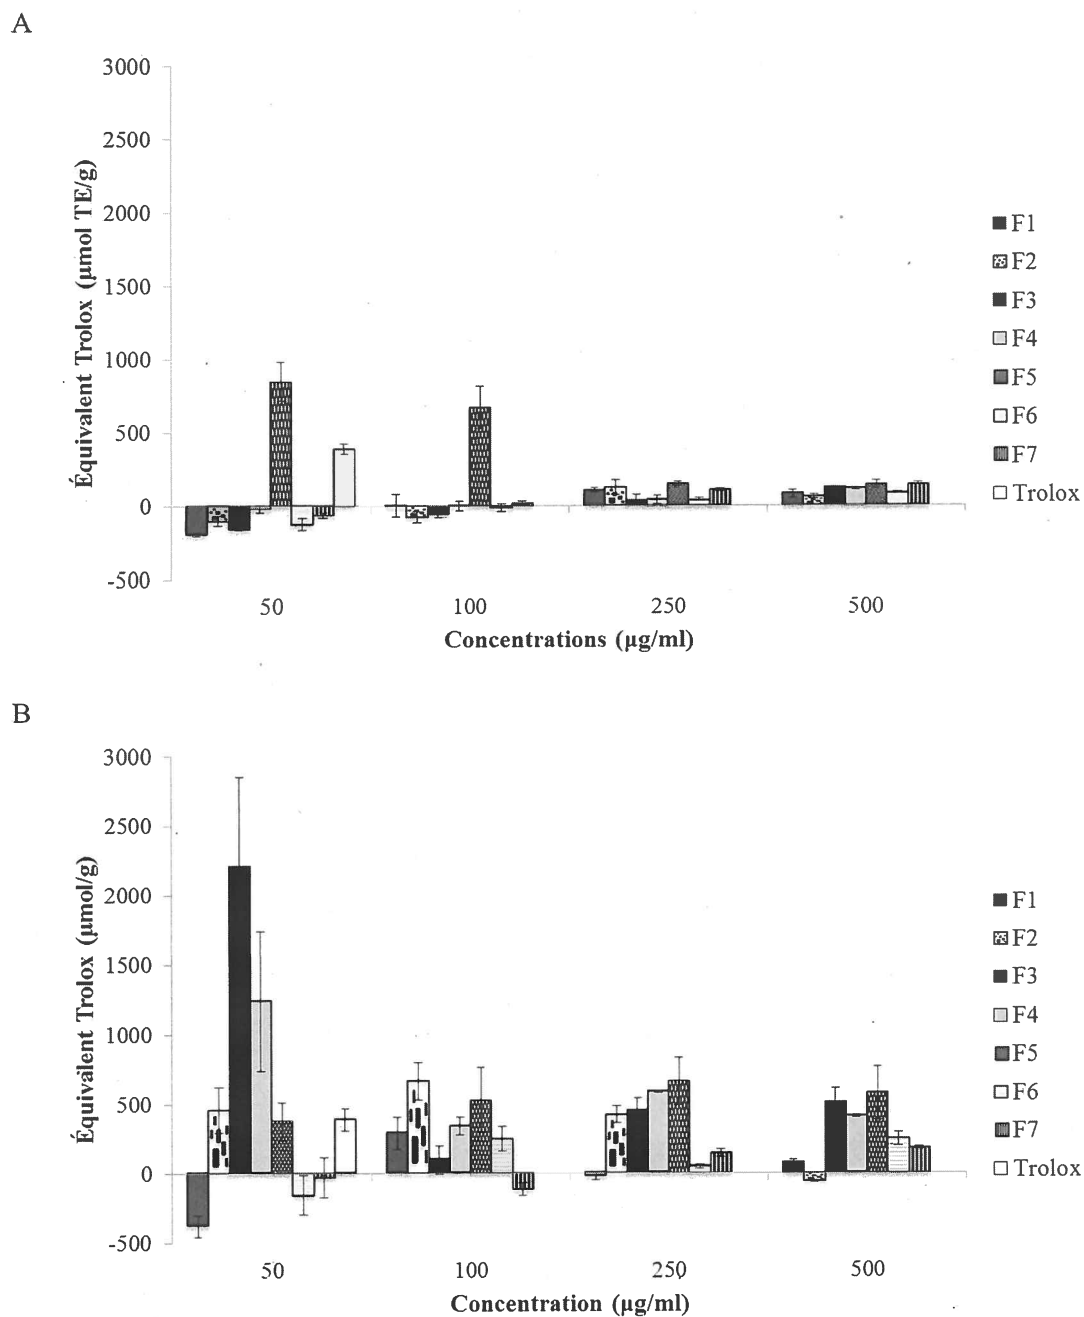 A
3000
2500
2000
1500
1000
500
0
-500
Équivalent Trolox (µmol TE/g)
50 100 250 500
Concentrations (µg/ml)
F1
F2
F3
F4
F5
F6
F7
Trolox
B
3000
2500
2000
1500
1000
500
0
-500
Équivalent Trolox (µmol/g)
50 100 250 500
Concentration (µg/ml)
F1
F2
F3
F4
F5
F6
F7
Trolox